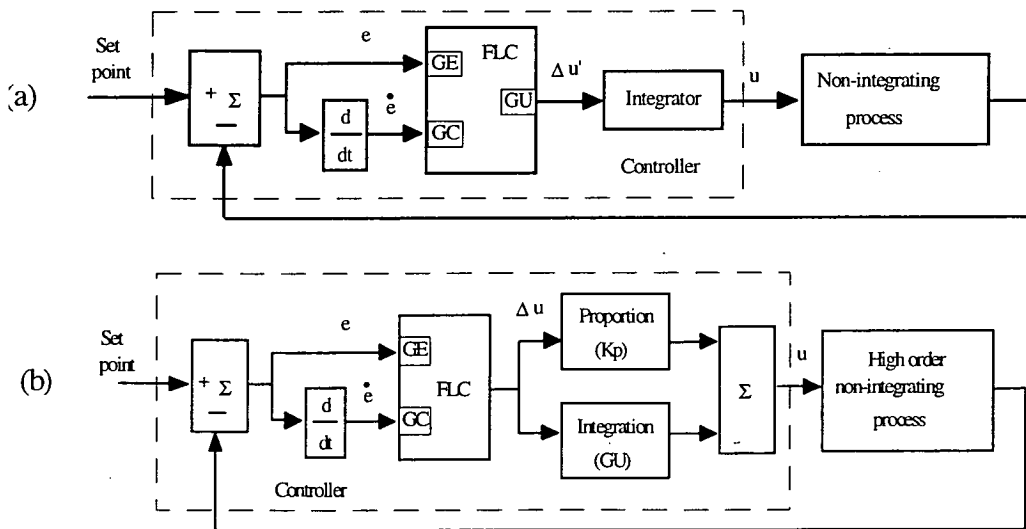 (a)
Set
point
+ Σ
−
e
d
dt
ė
GE
GC
FLC
GU
Δ u'
Integrator
u
Non-integrating
process
Controller
(b)
Set
point
+ Σ
−
e
d
dt
ė
GE
GC
FLC
Δ u
Proportion
(Kp)
Integration
(GU)
Σ
u
High order
non-integrating
process
Controller